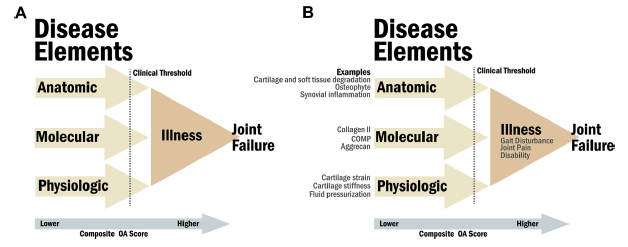 A
Disease
Elements
Clinical Threshold
Anatomic
Molecular
Physiologic
Illness
Joint
Failure
Lower
Higher
Composite OA Score
B
Disease
Elements
Clinical Threshold
Examples
Cartilage and soft tissue degradation
Osteophyte
Synovial inflammation
Anatomic
Collagen II
COMP
Aggrecan
Molecular
Cartilage strain
Cartilage stiffness
Fluid pressurization
Physiologic
Illness
Gait Disturbance
Joint Pain
Disability
Joint
Failure
Lower
Higher
Composite OA Score